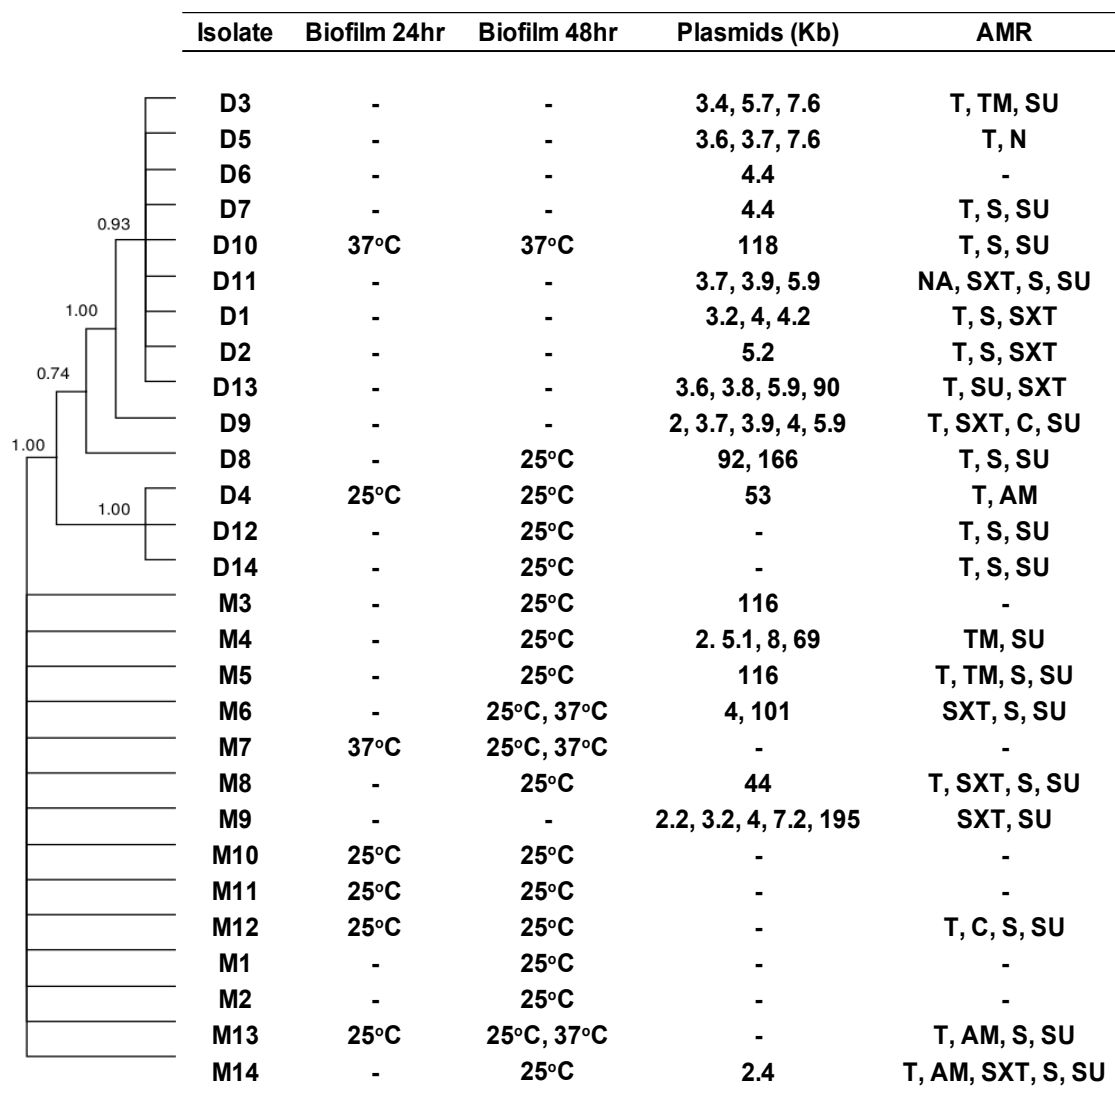 Isolate Biofilm 24hr Biofilm 48hr Plasmids (Kb) AMR
D3 - - 3.4, 5.7, 7.6 T, TM, SU
D5 - - 3.6, 3.7, 7.6 T, N
D6 - - 4.4 -
D7 - - 4.4 T, S, SU
0.93
D10 37°C 37°C 118 T, S, SU
D11 - - 3.7, 3.9, 5.9 NA, SXT, S, SU
1.00
D1 - - 3.2, 4, 4.2 T, S, SXT
D2 - - 5.2 T, S, SXT
0.74
D13 - - 3.6, 3.8, 5.9, 90 T, SU, SXT
D9 - - 2, 3.7, 3.9, 4, 5.9 T, SXT, C, SU
1.00
D8 - 25°C 92, 166 T, S, SU
D4 25°C 25°C 53 T, AM
1.00
D12 - 25°C - T, S, SU
D14 - 25°C - T, S, SU
M3 - 25°C 116 -
M4 - 25°C 2. 5.1, 8, 69 TM, SU
M5 - 25°C 116 T, TM, S, SU
M6 - 25°C, 37°C 4, 101 SXT, S, SU
M7 37°C 25°C, 37°C - -
M8 - 25°C 44 T, SXT, S, SU
M9 - - 2.2, 3.2, 4, 7.2, 195 SXT, SU
M10 25°C 25°C - -
M11 25°C 25°C - -
M12 25°C 25°C - T, C, S, SU
M1 - 25°C - -
M2 - 25°C - -
M13 25°C 25°C, 37°C - T, AM, S, SU
M14 - 25°C 2.4 T, AM, SXT, S, SU